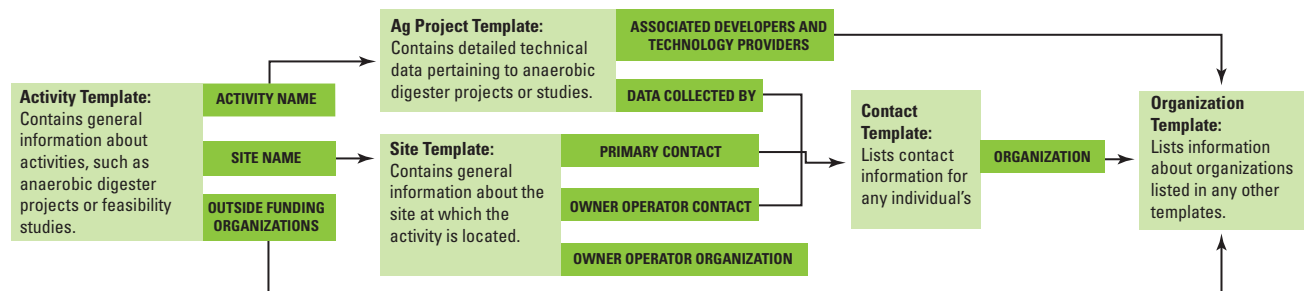 Activity Template:
Contains general
information about
activities, such as
anaerobic digester
projects or feasibility
studies.
ACTIVITY NAME
SITE NAME
OUTSIDE FUNDING
ORGANIZATIONS
Ag Project Template:
Contains detailed technical
data pertaining to anaerobic
digester projects or studies.
ASSOCIATED DEVELOPERS AND
TECHNOLOGY PROVIDERS
DATA COLLECTED BY
Site Template:
Contains general
information about the
site at which the
activity is located.
PRIMARY CONTACT
OWNER OPERATOR CONTACT
OWNER OPERATOR ORGANIZATION
Contact
Template:
Lists contact
information for
any individual's
ORGANIZATION
Organization
Template:
Lists information
about organizations
listed in any other
templates.